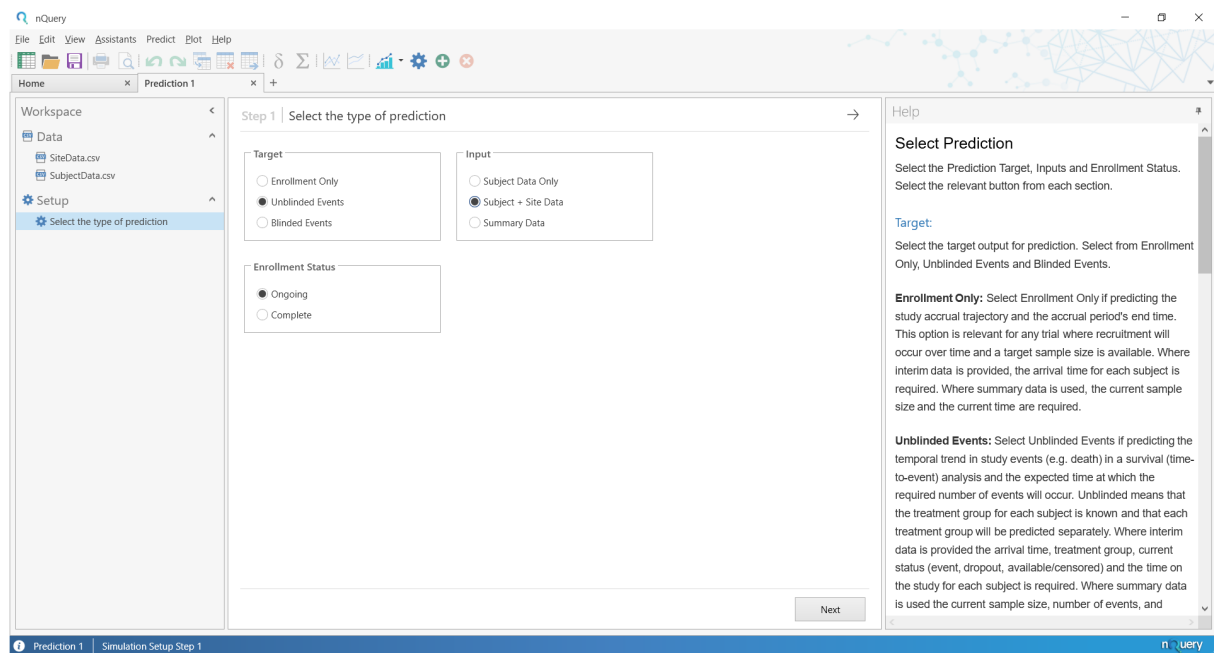 nQuery
File Edit View Assistants Predict Plot Help
Home × Prediction 1 × +
Workspace
Data
SiteData.csv
SubjectData.csv
Setup
Select the type of prediction
Step 1 | Select the type of prediction
Target
Enrollment Only
Unblinded Events
Blinded Events
Input
Subject Data Only
Subject + Site Data
Summary Data
Enrollment Status
Ongoing
Complete
Next
Help
Select Prediction
Select the Prediction Target, Inputs and Enrollment Status.
Select the relevant button from each section.
Target:
Select the target output for prediction. Select from Enrollment
Only, Unblinded Events and Blinded Events.
Enrollment Only: Select Enrollment Only if predicting the
study accrual trajectory and the accrual period's end time.
This option is relevant for any trial where recruitment will
occur over time and a target sample size is available. Where
interim data is provided, the arrival time for each subject is
required. Where summary data is used, the current sample
size and the current time are required.
Unblinded Events: Select Unblinded Events if predicting the
temporal trend in study events (e.g. death) in a survival (time-
to-event) analysis and the expected time at which the
required number of events will occur. Unblinded means that
the treatment group for each subject is known and that each
treatment group will be predicted separately. Where interim
data is provided the arrival time, treatment group, current
status (event, dropout, available/censored) and the time on
the study for each subject is required. Where summary data
is used the current sample size, number of events, and
Prediction 1 | Simulation Setup Step 1
nQuery